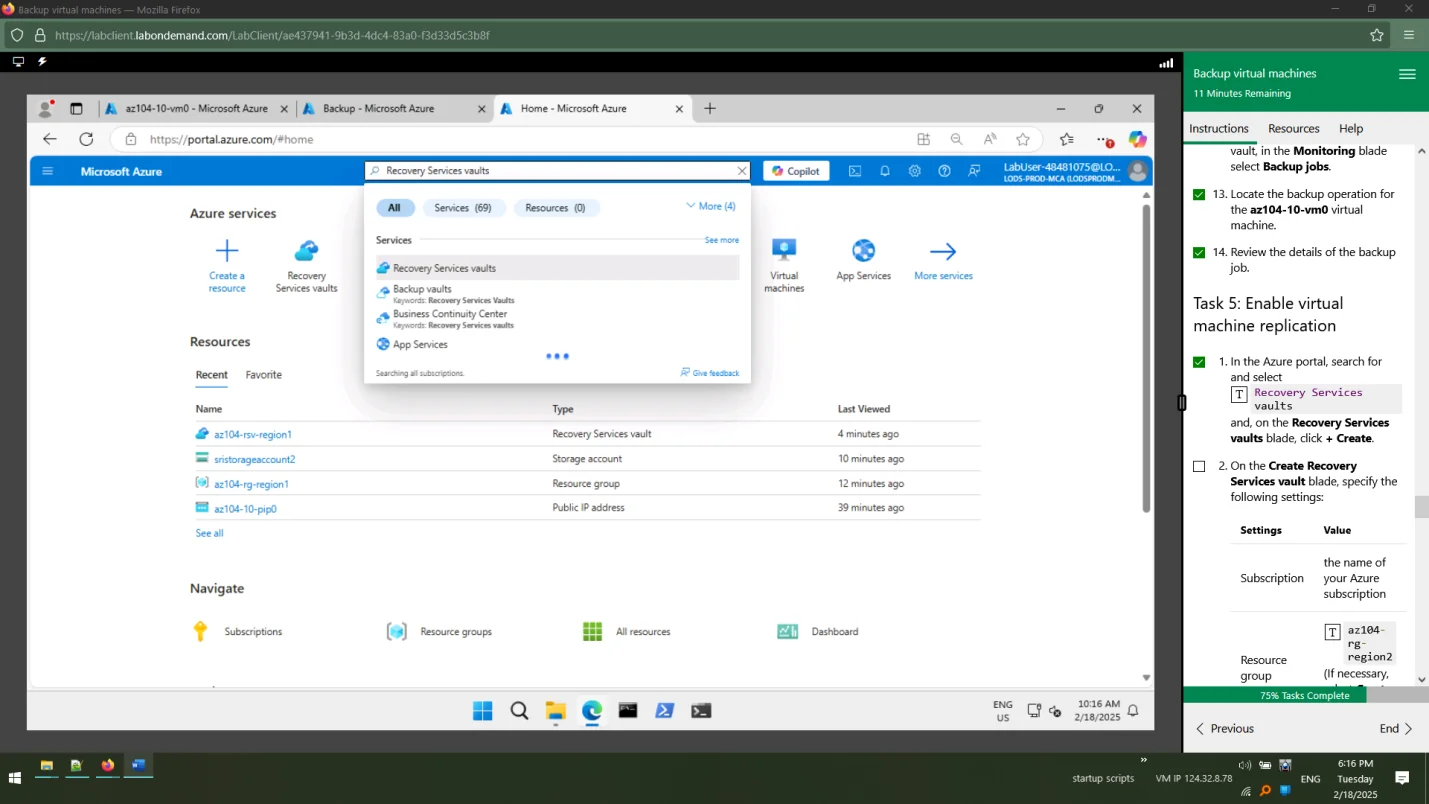 Backup virtual machines — Mozilla Firefox
https://labclient.labondemand.com/LabClient/ae437941-9b3d-4dc4-83a0-f3d33d5c3b8f
az104-10-vm0 - Microsoft Azure
Backup - Microsoft Azure
Home - Microsoft Azure
https://portal.azure.com/#home
Microsoft Azure
Recovery Services vaults
Copilot
LabUser-48481075@LO...
LODS-PROD-MCA (LODSPRODM...
All
Services (69)
Resources (0)
More (4)
Services
See more
Recovery Services vaults
Backup vaults
Keywords: Recovery Services Vaults
Business Continuity Center
Keywords: Recovery Services vaults
App Services
Searching all subscriptions.
Give feedback
Azure services
Create a
resource
Recovery
Services vaults
Virtual
machines
App Services
More services
Resources
Recent
Favorite
Name
Type
Last Viewed
az104-rsv-region1
Recovery Services vault
4 minutes ago
sristorageaccount2
Storage account
10 minutes ago
az104-rg-region1
Resource group
12 minutes ago
az104-10-pip0
Public IP address
39 minutes ago
See all
Navigate
Subscriptions
Resource groups
All resources
Dashboard
ENG
US
10:16 AM
2/18/2025
Backup virtual machines
11 Minutes Remaining
Instructions
Resources
Help
vault, in the Monitoring blade
select Backup jobs.
13. Locate the backup operation for
the az104-10-vm0 virtual
machine.
14. Review the details of the backup
job.
Task 5: Enable virtual
machine replication
1. In the Azure portal, search for
and select
T Recovery Services
vaults
and, on the Recovery Services
vaults blade, click + Create.
2. On the Create Recovery
Services vault blade, specify the
following settings:
Settings
Value
Subscription
the name of
your Azure
subscription
Resource
group
T az104-
rg-
region2
(If necessary,
75% Tasks Complete
Previous
End
startup scripts
VM IP 124.32.8.78
ENG
6:16 PM
Tuesday
2/18/2025